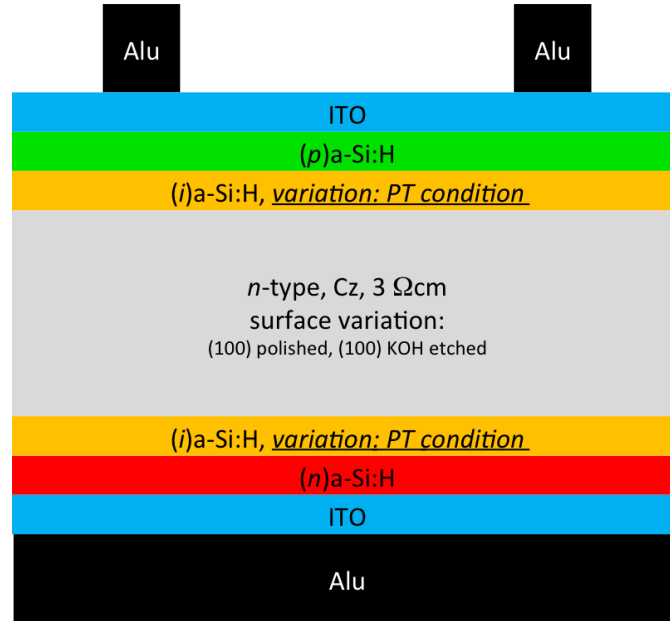 Alu Alu
ITO
(p)a-Si:H
(i)a-Si:H, variation: PT condition
n-type, Cz, 3 Ωcm
surface variation:
(100) polished, (100) KOH etched
(i)a-Si:H, variation: PT condition
(n)a-Si:H
ITO
Alu